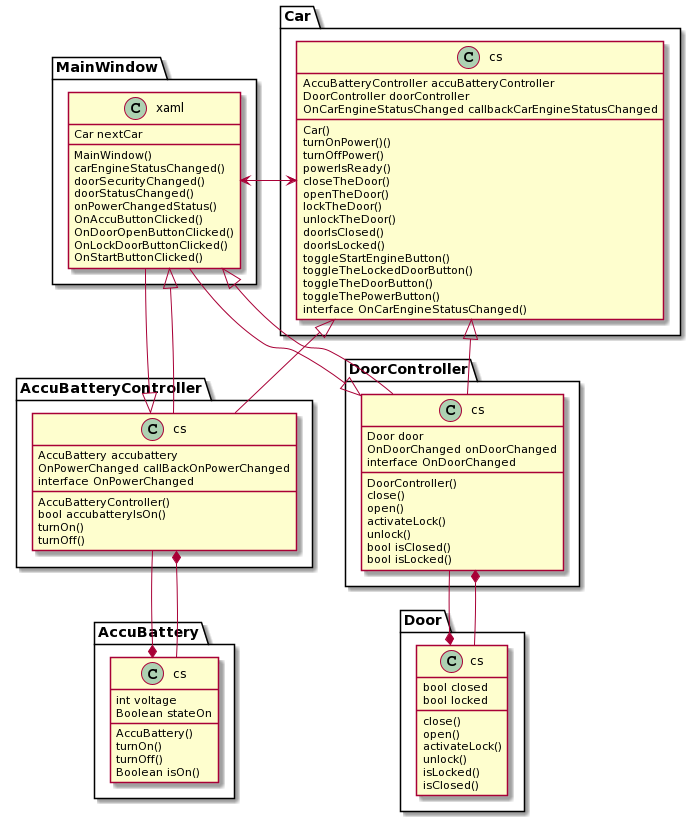 Car
C cs
AccuBatteryController accuBatteryController
DoorController doorController
OnCarEngineStatusChanged callbackCarEngineStatusChanged
Car()
turnOnPower()()
turnOffPower()
powerIsReady()
closeTheDoor()
openTheDoor()
lockTheDoor()
unlockTheDoor()
doorIsClosed()
doorIsLocked()
toggleStartEngineButton()
toggleTheLockedDoorButton()
toggleTheDoorButton()
toggleThePowerButton()
interface OnCarEngineStatusChanged()
MainWindow
C xaml
Car nextCar
MainWindow()
carEngineStatusChanged()
doorSecurityChanged()
doorStatusChanged()
onPowerChangedStatus()
OnAccuButtonClicked()
OnDoorOpenButtonClicked()
OnLockDoorButtonClicked()
OnStartButtonClicked()
AccuBatteryController
C cs
AccuBattery accubattery
OnPowerChanged callBackOnPowerChanged
interface OnPowerChanged
AccuBatteryController()
bool accubatteryIsOn()
turnOn()
turnOff()
DoorController
C cs
Door door
OnDoorChanged onDoorChanged
interface OnDoorChanged
DoorController()
close()
open()
activateLock()
unlock()
bool isClosed()
bool isLocked()
AccuBattery
C cs
int voltage
Boolean stateOn
AccuBattery()
turnOn()
turnOff()
Boolean isOn()
Door
C cs
bool closed
bool locked
close()
open()
activateLock()
unlock()
isLocked()
isClosed()